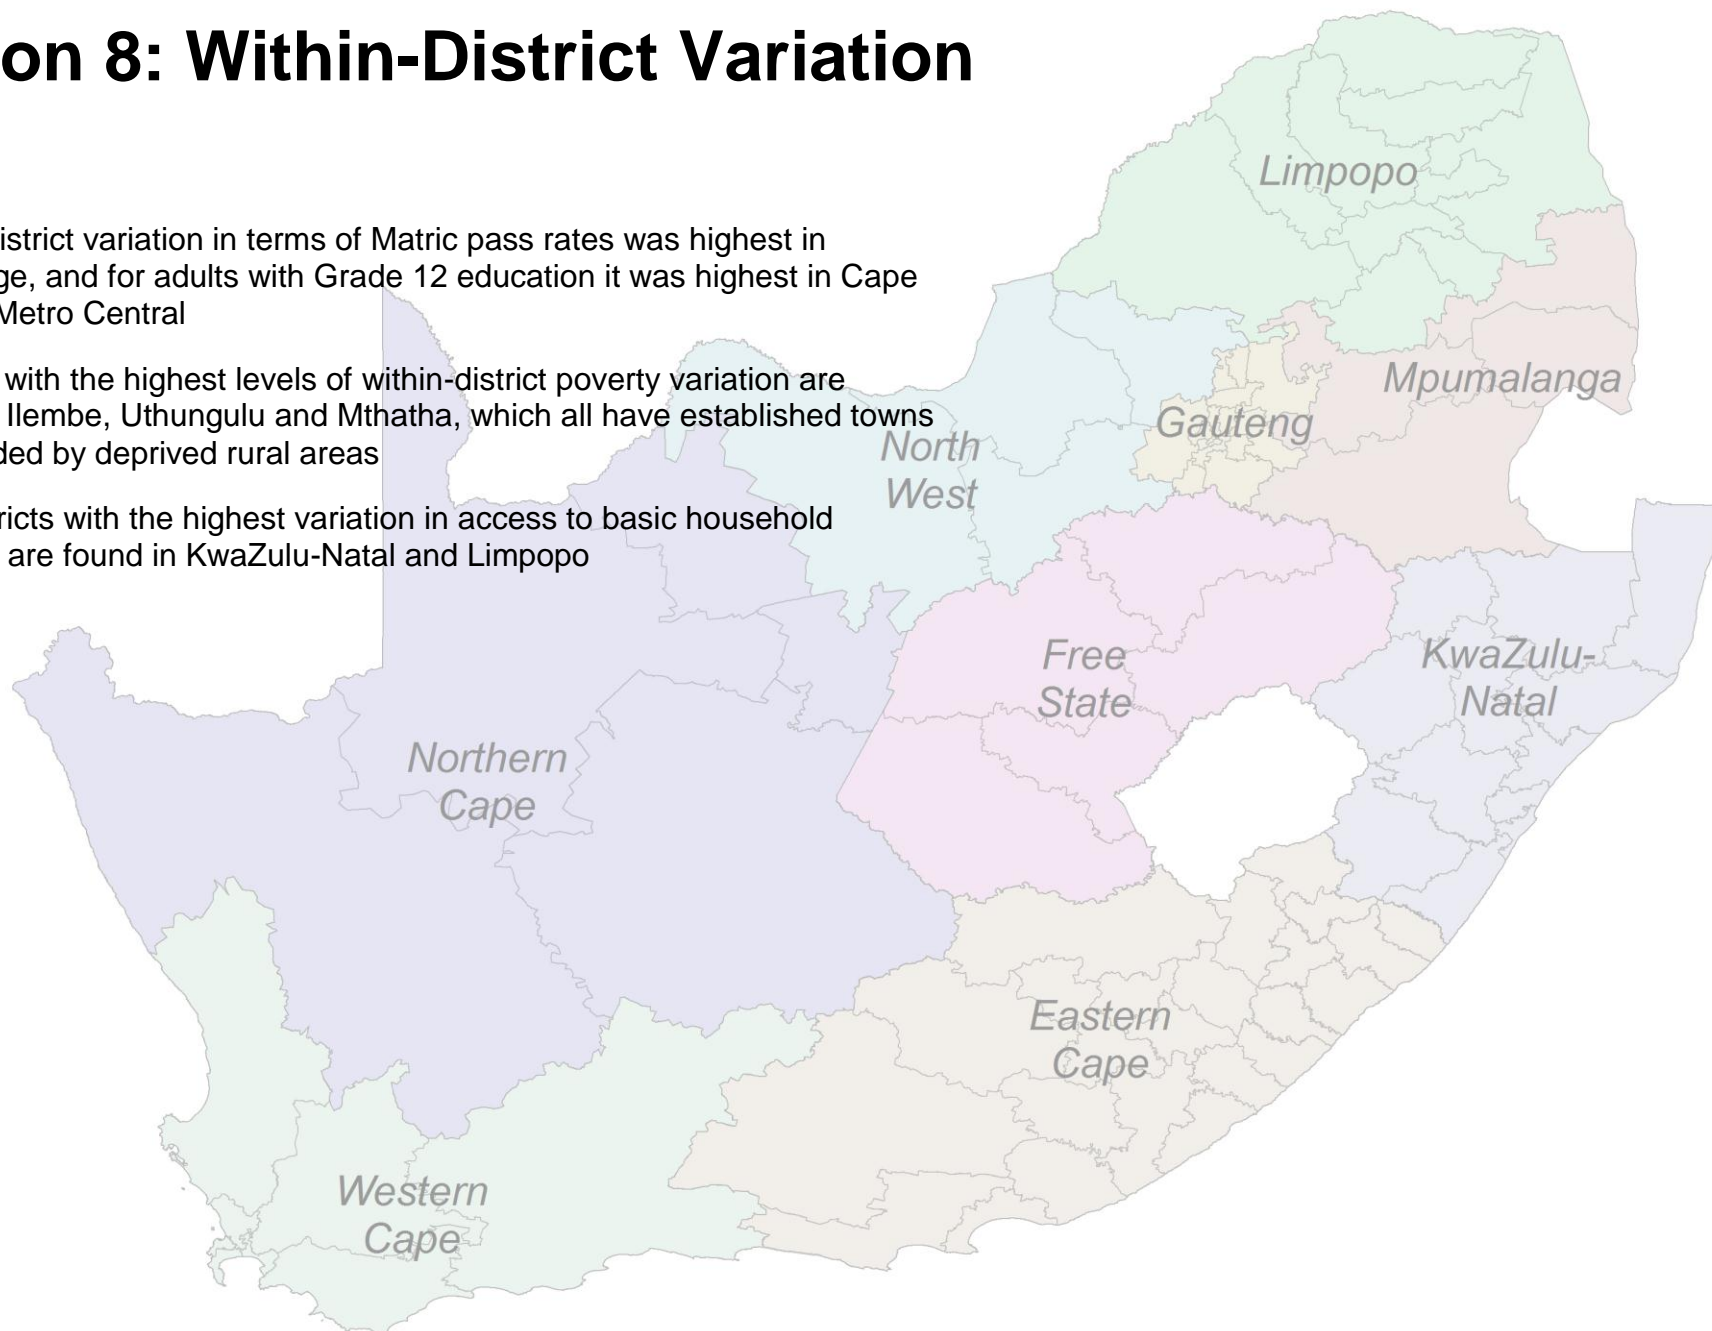 on 8: Within-District Variation
istrict variation in terms of Matric pass rates was highest in
ge, and for adults with Grade 12 education it was highest in Cape
Metro Central
with the highest levels of within-district poverty variation are
Ilembe, Uthungulu and Mthatha, which all have established towns
ded by deprived rural areas
ricts with the highest variation in access to basic household
are found in KwaZulu-Natal and Limpopo
Limpopo
Mpumalanga
Gauteng
North
West
Free
State
KwaZulu-
Natal
Northern
Cape
Eastern
Cape
Western
Cape